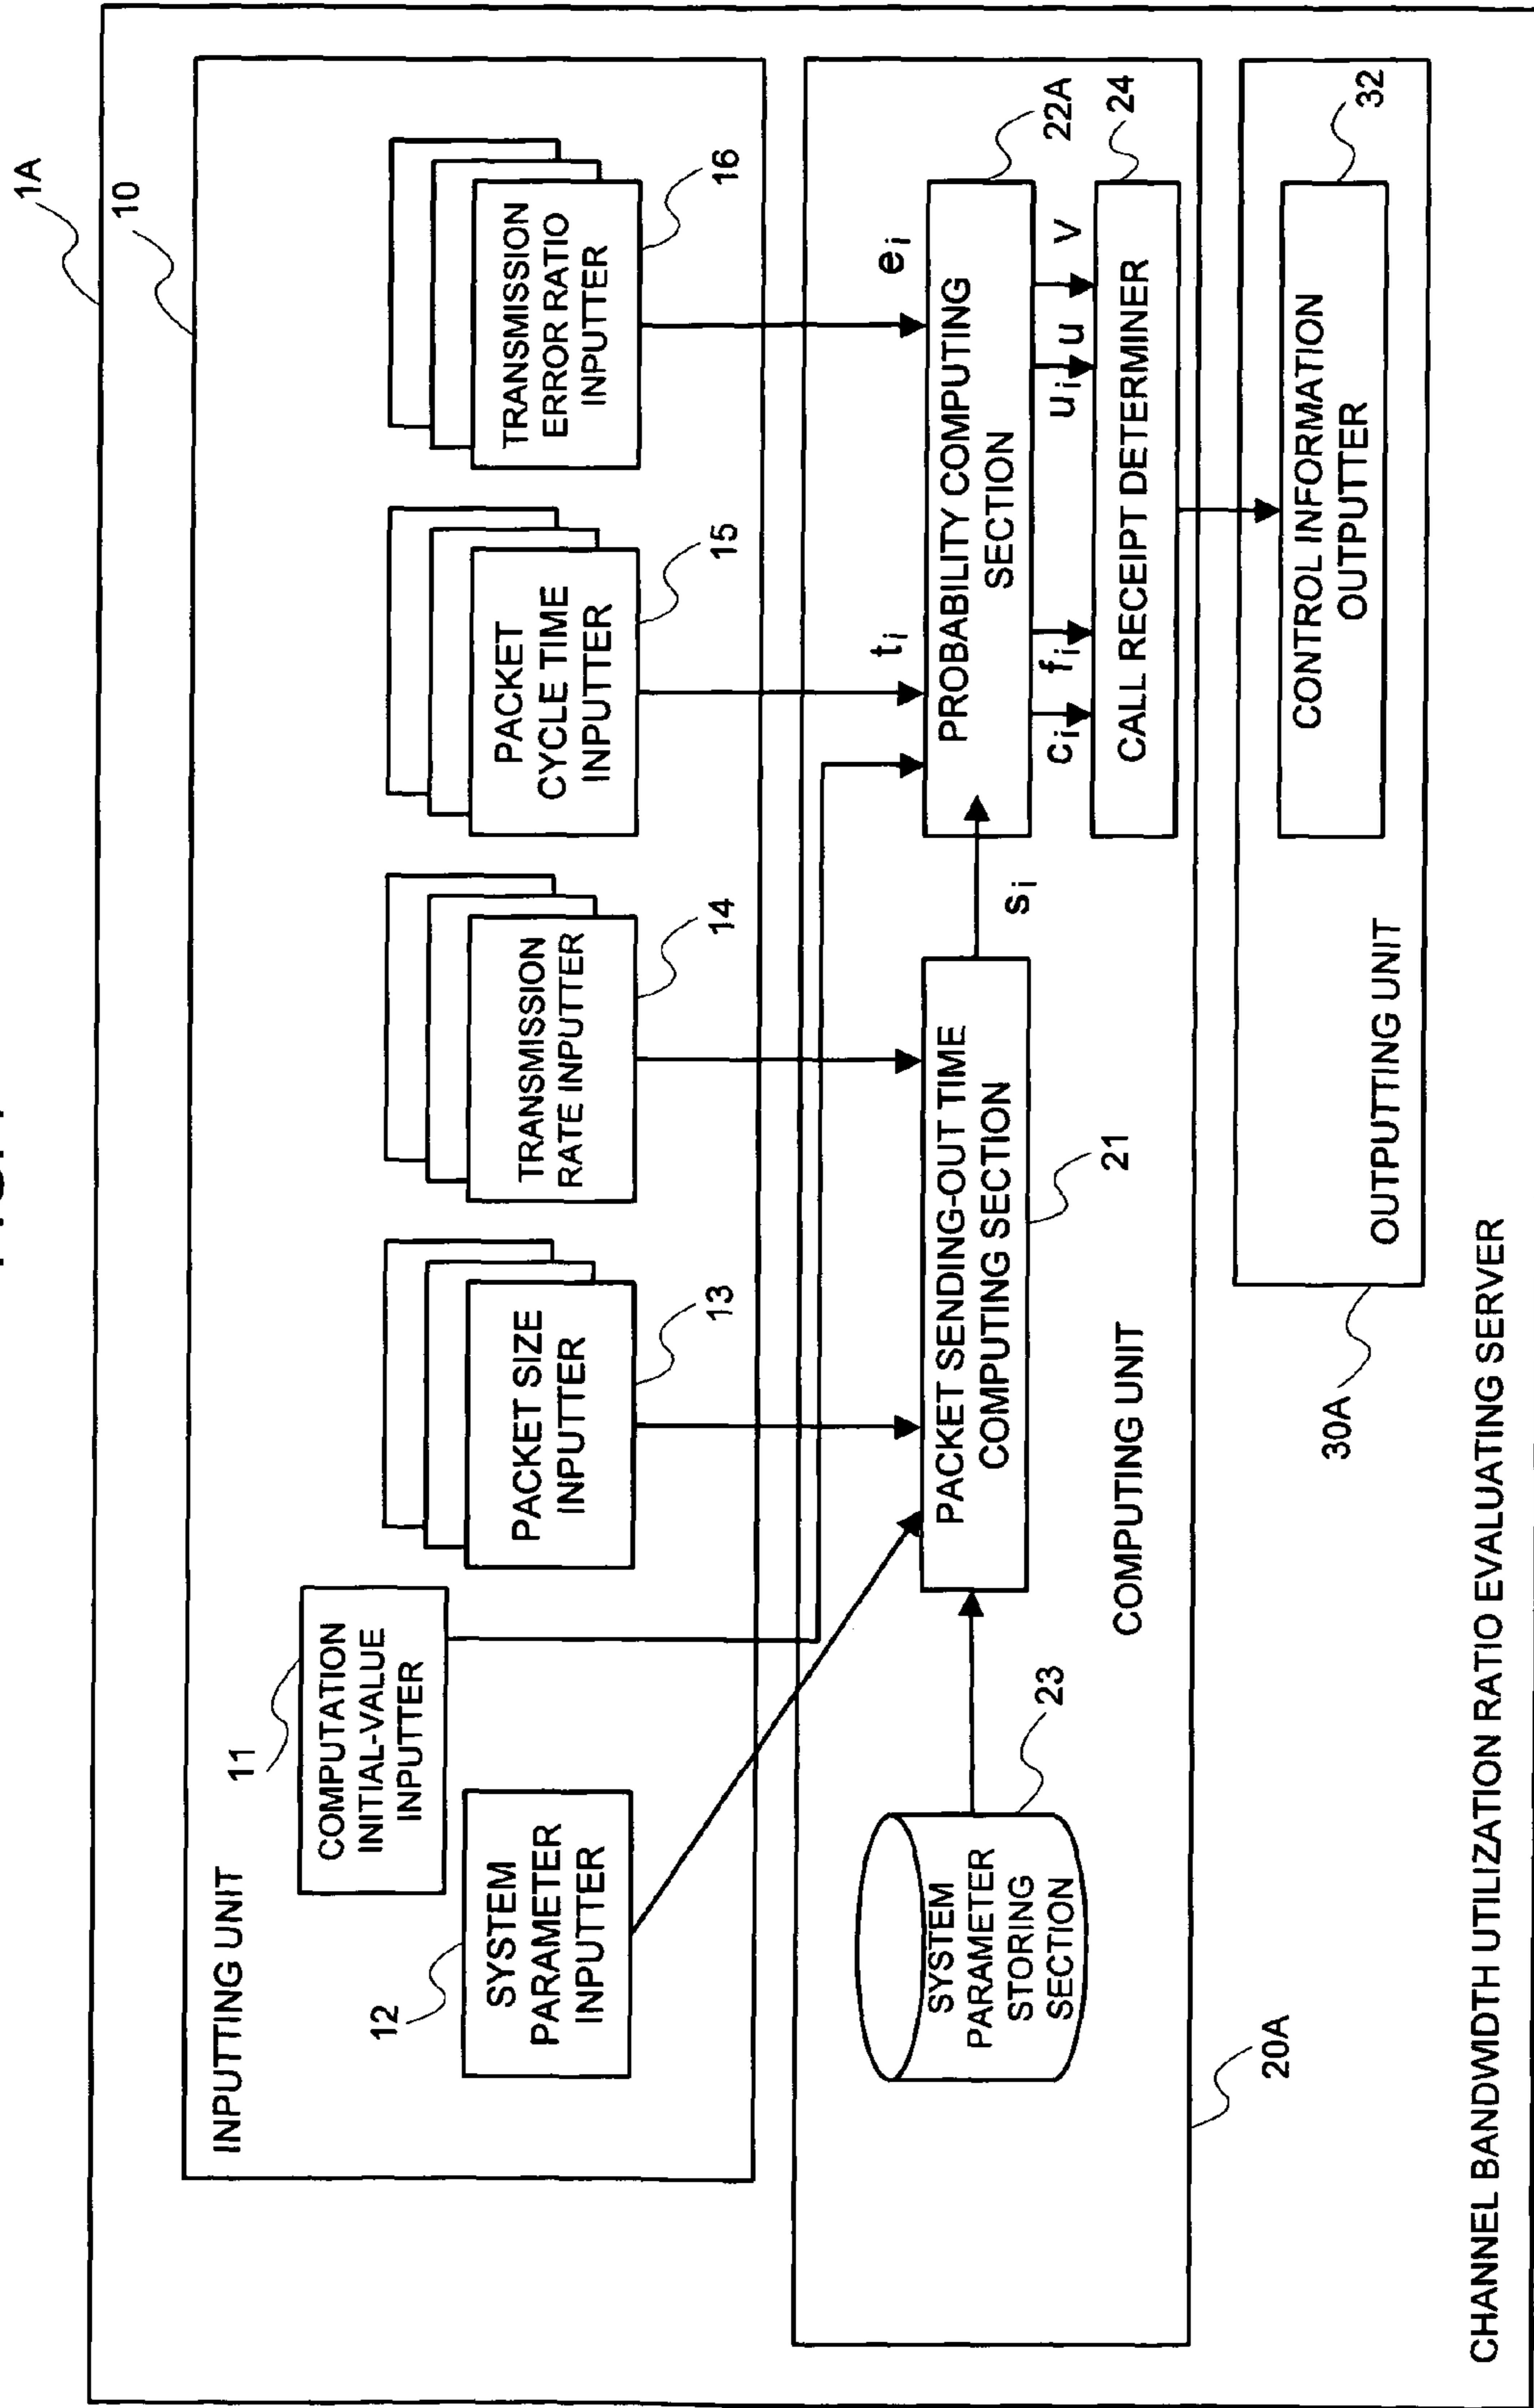 1A
10
INPUTTING UNIT
11
COMPUTATION
INITIAL-VALUE
INPUTTER
12
SYSTEM
PARAMETER
INPUTTER
PACKET SIZE
INPUTTER
13
TRANSMISSION
RATE INPUTTER
14
PACKET
CYCLE TIME
INPUTTER
15
TRANSMISSION
ERROR RATIO
INPUTTER
16
SYSTEM
PARAMETER
STORING
SECTION
23
PACKET SENDING-OUT TIME
COMPUTING SECTION
21
si
ti
ei
PROBABILITY COMPUTING
SECTION
22A
ci
fi
ui
u
v
CALL RECEIPT DETERMINER
24
COMPUTING UNIT
20A
CONTROL INFORMATION
OUTPUTTER
32
OUTPUTTING UNIT
30A
CHANNEL BANDWIDTH UTILIZATION RATIO EVALUATING SERVER